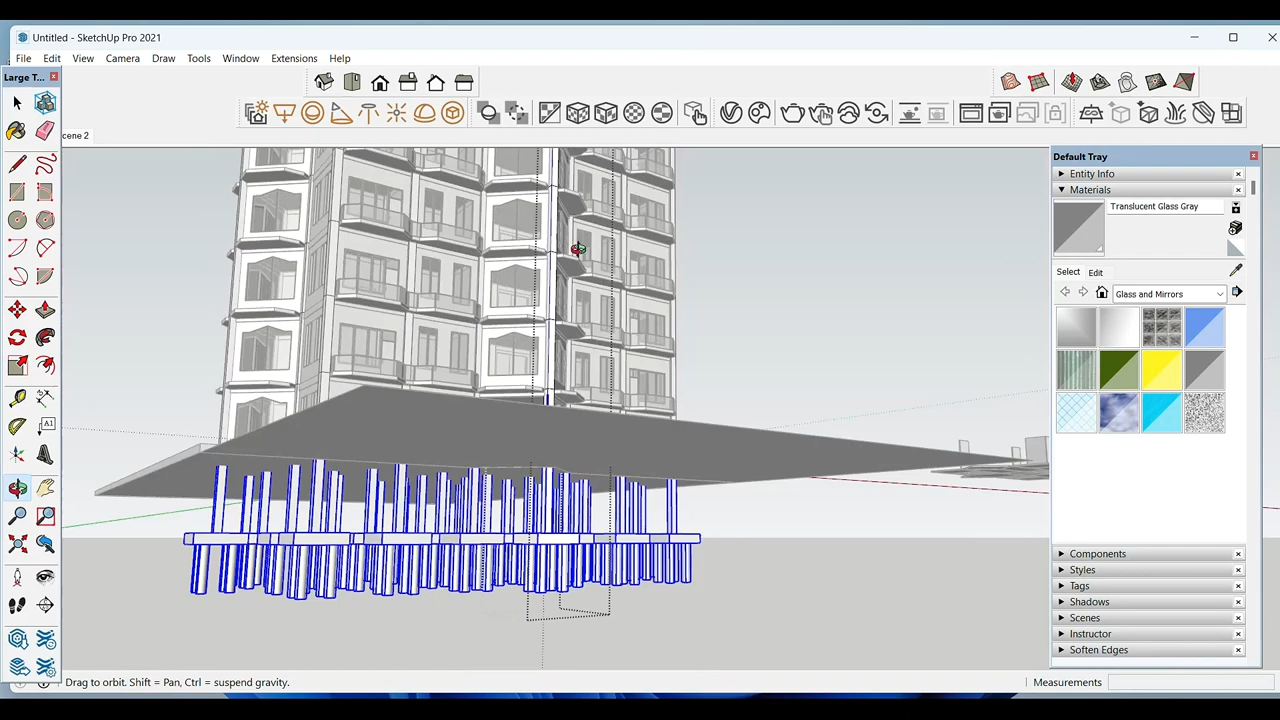 Untitled - SketchUp Pro 2021
File Edit View Camera Draw Tools Window Extensions Help
Large T...
cene 2
Default Tray
Entity Info
Materials
Translucent Glass Gray
Select Edit
Glass and Mirrors
A1
Components
Styles
Tags
Shadows
Scenes
Instructor
Soften Edges
Drag to orbit. Shift = Pan, Ctrl = suspend gravity.
Measurements